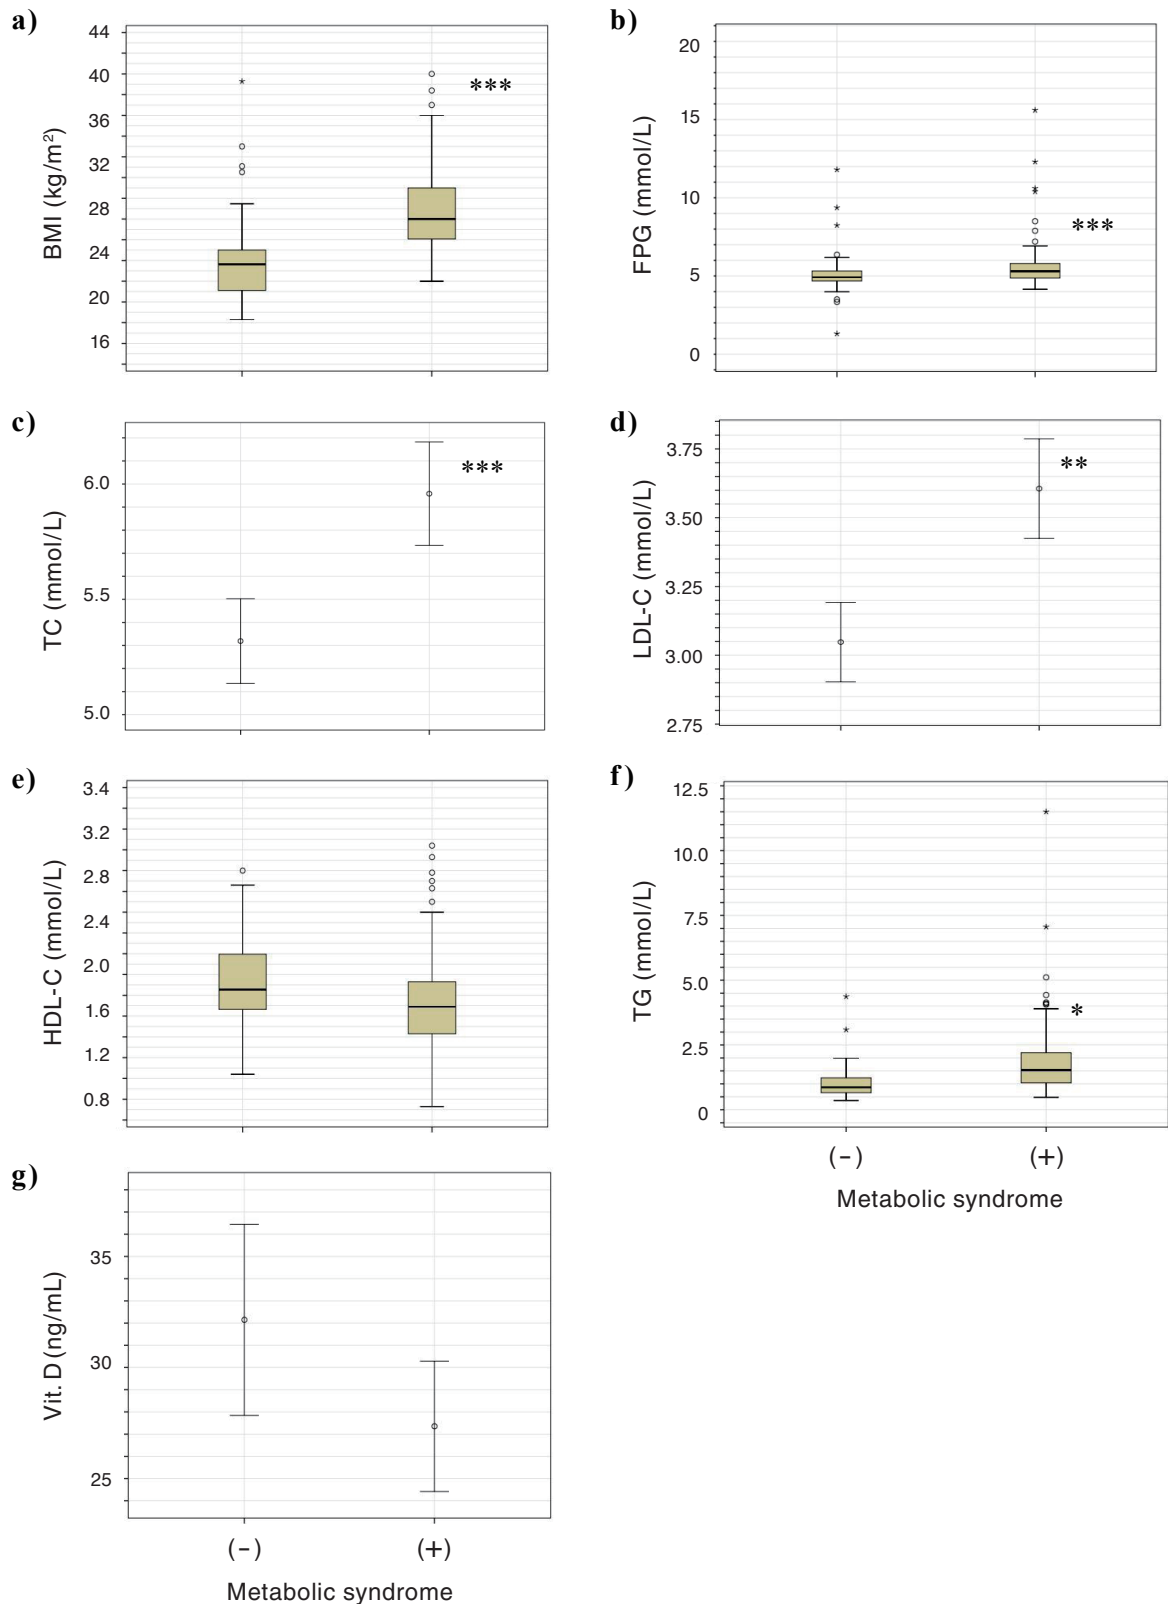 a)
44
40
36
32
28
24
20
16
BMI (kg/m²)
***
b)
20
15
10
5
0
FPG (mmol/L)
***
c)
6.0
5.5
5.0
TC (mmol/L)
***
d)
3.75
3.50
3.25
3.00
2.75
LDL-C (mmol/L)
**
e)
3.4
3.2
2.8
2.4
2.0
1.6
1.2
0.8
HDL-C (mmol/L)
f)
12.5
10.0
7.5
5.0
2.5
0
TG (mmol/L)
*
(-) (+)
Metabolic syndrome
g)
35
30
25
Vit. D (ng/mL)
(-) (+)
Metabolic syndrome